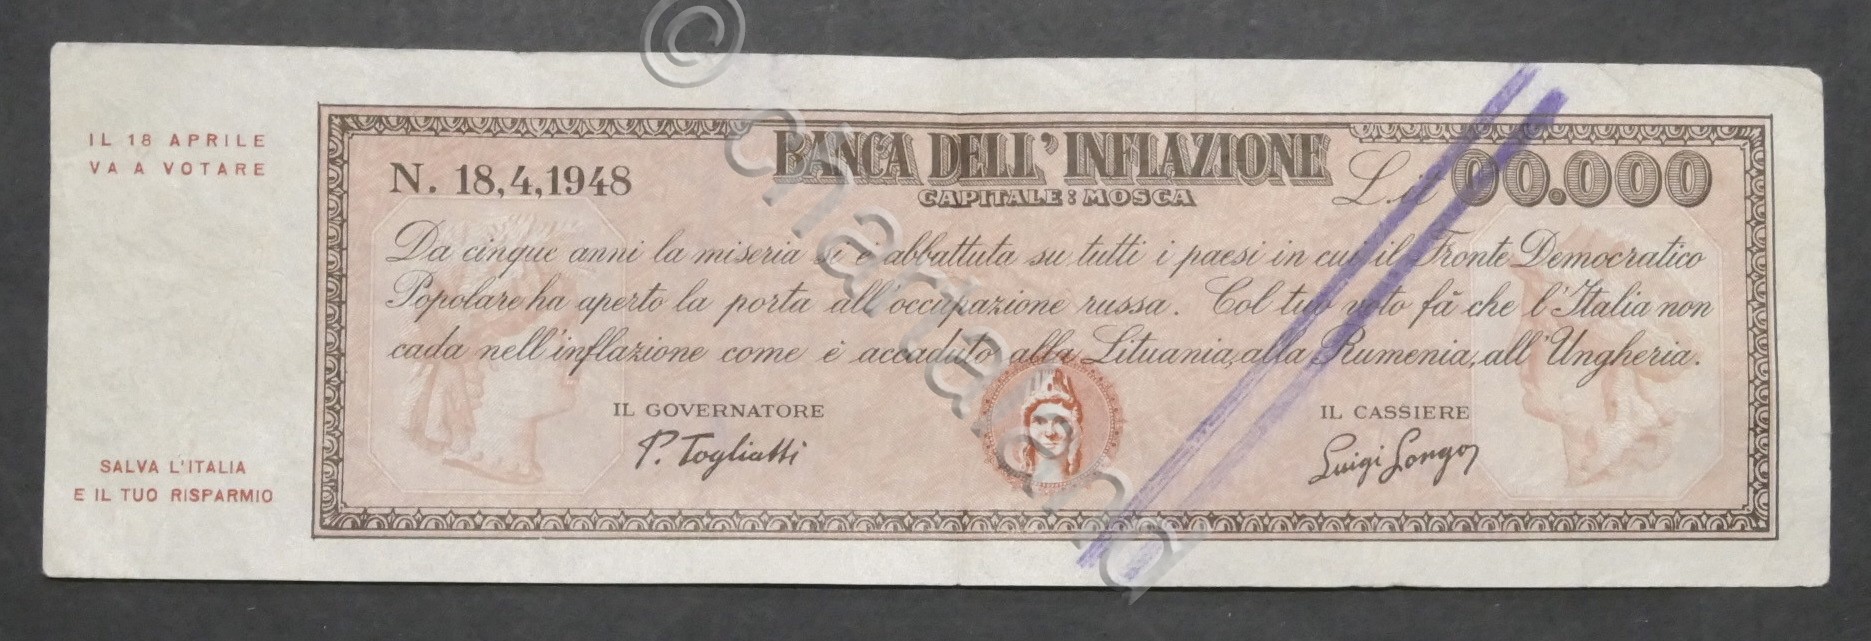 IL 18 APRILE
VA A VOTARE
SALVA L'ITALIA
E IL TUO RISPARMIO
BANCA DELL'INFLAZIONE
CAPITALE: MOSCA
N. 18,4,1948
L.it 00.000
Da cinque anni la miseria si è abbattuta su tutti i paesi in cui il Fronte Democratico
Popolare ha aperto la porta all'occupazione russa. Col tuo voto fà che l'Italia non
cada nell'inflazione come è accaduto alla Lituania, alla Rumenia, all'Ungheria.
IL GOVERNATORE
P. Togliatti
IL CASSIERE
Luigi Longo
© chartaland